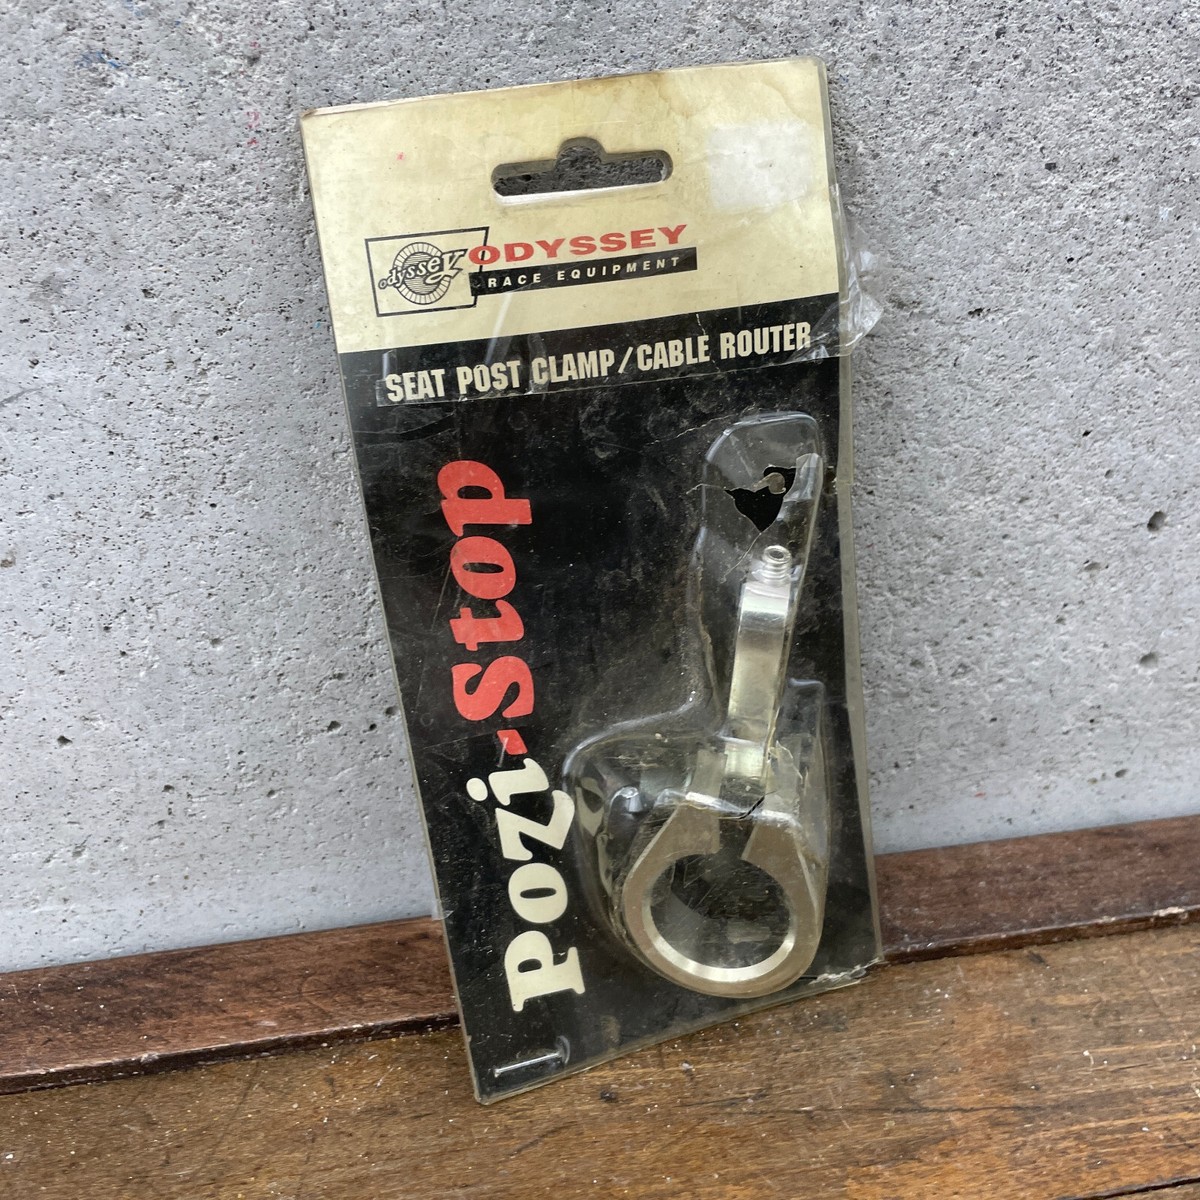 odyssey
ODYSSEY
RACE EQUIPMENT
SEAT POST CLAMP/CABLE ROUTER
Pozi-Stop